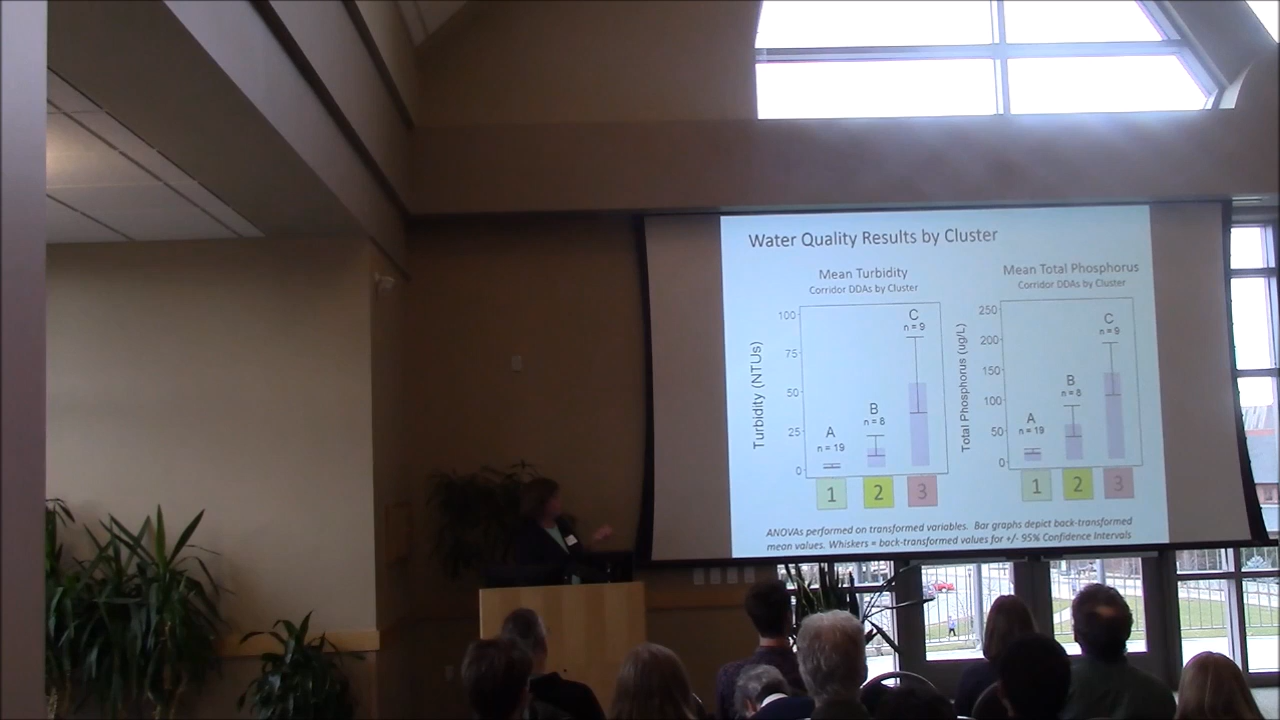 Water Quality Results by Cluster
Mean Turbidity
Corridor DDAs by Cluster
Turbidity (NTUs)
100
75
50
25
0
A
n = 19
B
n = 8
C
n = 9
1
2
3
Mean Total Phosphorus
Corridor DDAs by Cluster
Total Phosphorus (ug/L)
250
200
150
100
50
0
A
n = 19
B
n = 8
C
n = 9
1
2
3
ANOVAs performed on transformed variables. Bar graphs depict back-transformed
mean values. Whiskers = back-transformed values for +/- 95% Confidence Intervals